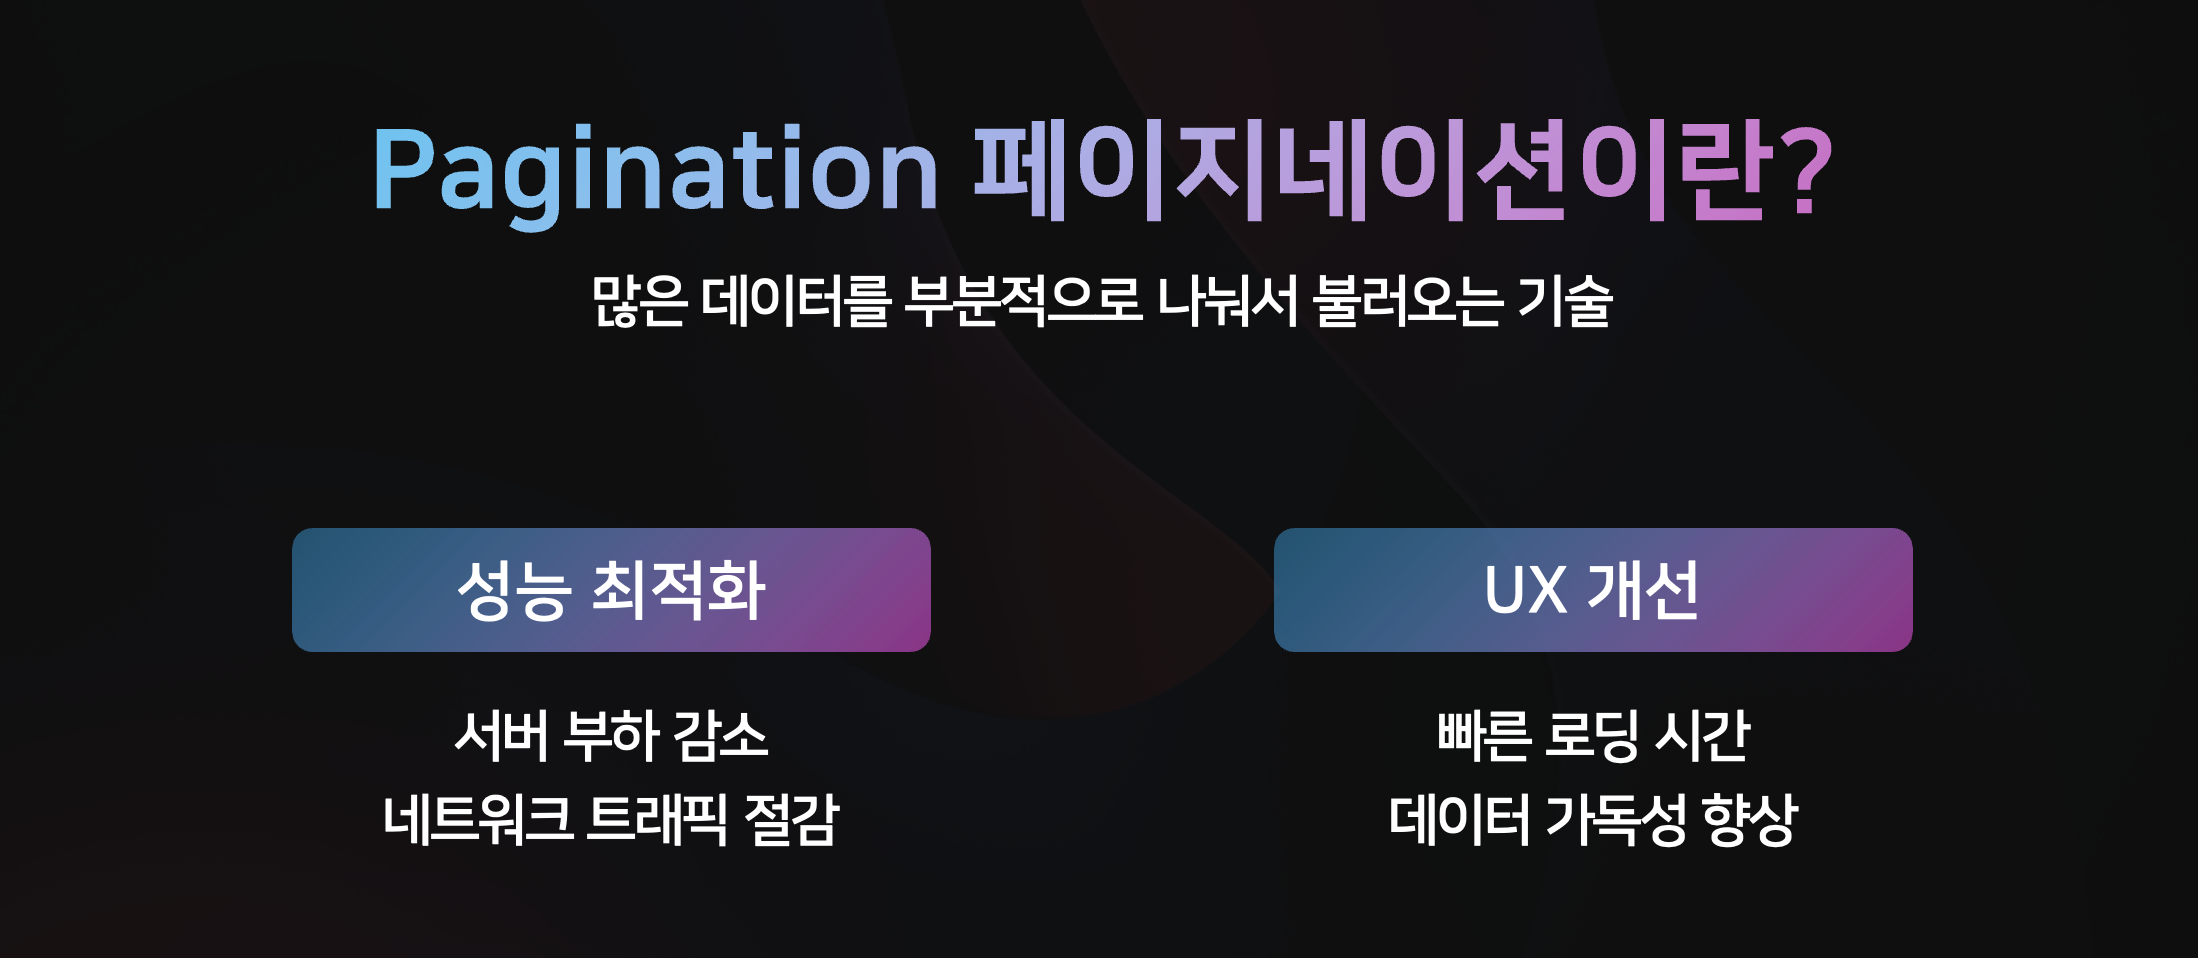 Pagination 페이지네이션이란?
많은 데이터를 부분적으로 나눠서 불러오는 기술
성능 최적화
서버 부하 감소
네트워크 트래픽 절감
UX 개선
빠른 로딩 시간
데이터 가독성 향상